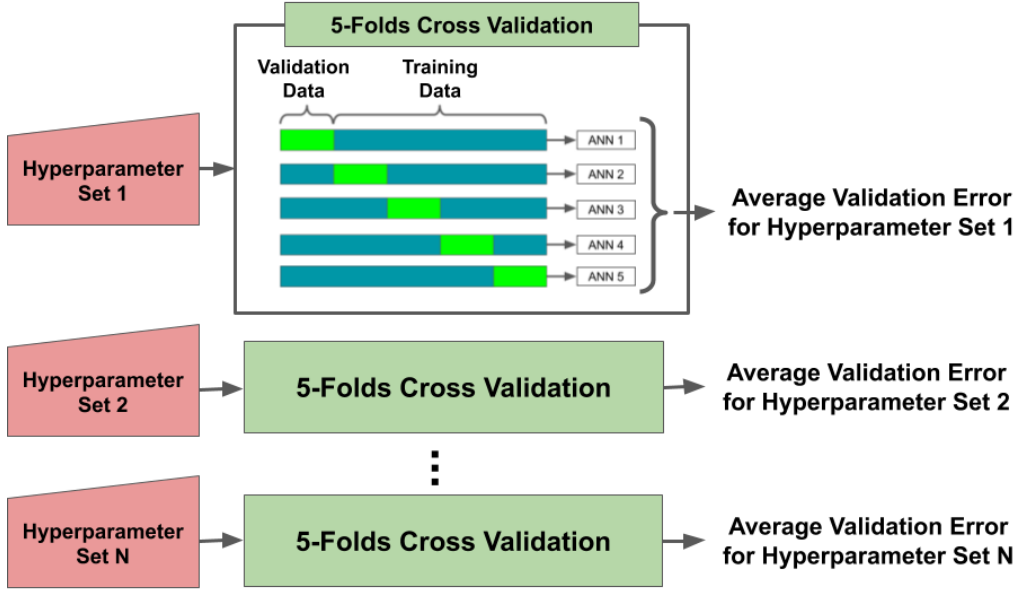 5-Folds Cross Validation
Validation
Data
Training
Data
Hyperparameter
Set 1
ANN 1
ANN 2
ANN 3
ANN 4
ANN 5
Average Validation Error
for Hyperparameter Set 1
Hyperparameter
Set 2
5-Folds Cross Validation
Average Validation Error
for Hyperparameter Set 2
Hyperparameter
Set N
5-Folds Cross Validation
Average Validation Error
for Hyperparameter Set N